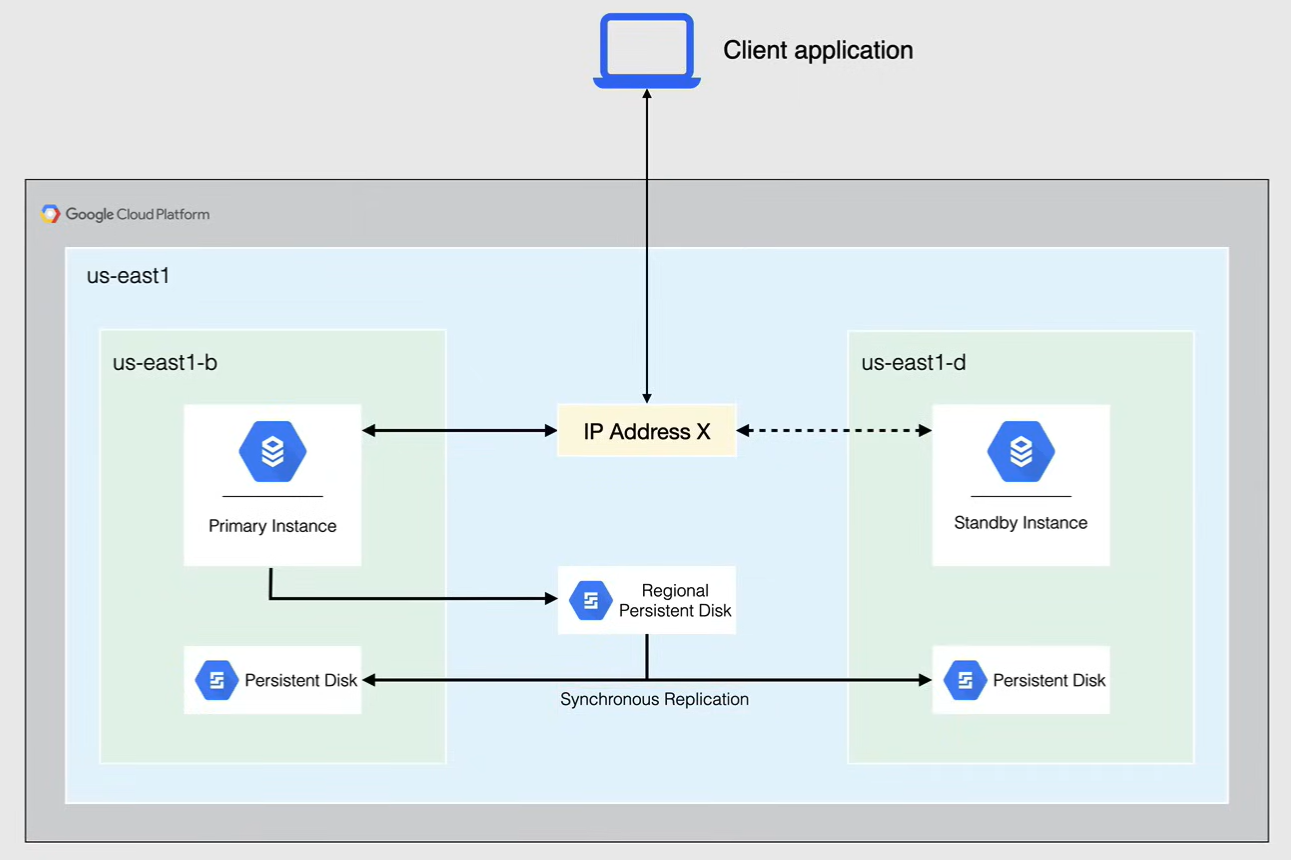 Client application
Google Cloud Platform
us-east1
us-east1-b
us-east1-d
IP Address X
Primary Instance
Standby Instance
Regional
Persistent Disk
Persistent Disk
Persistent Disk
Synchronous Replication